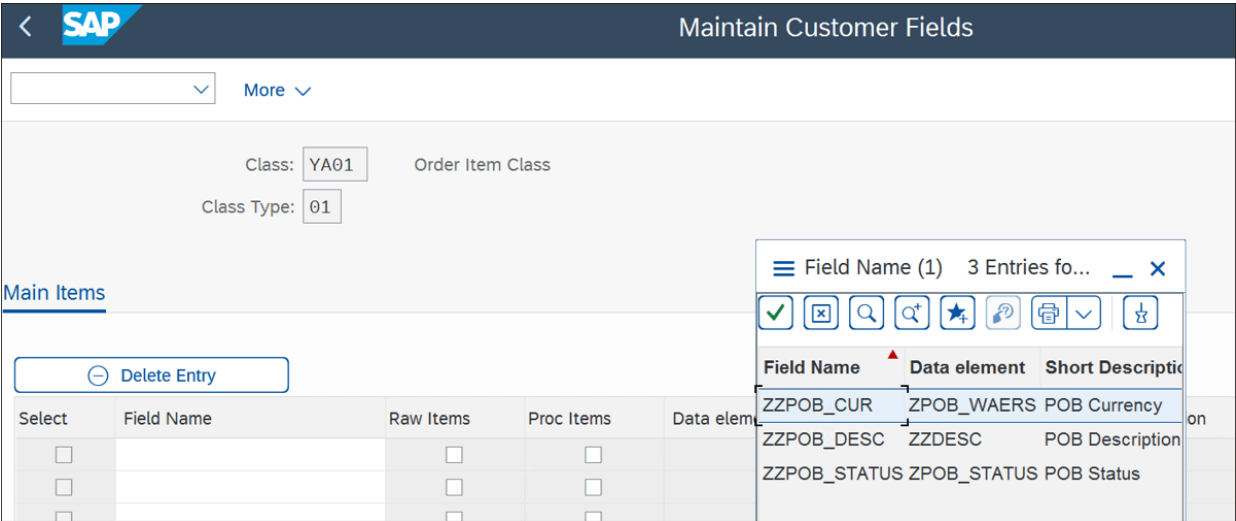 SAP Maintain Customer Fields
More
Class: YA01 Order Item Class
Class Type: 01
Field Name (1) 3 Entries fo...
Main Items
Field Name Data element Short Descriptio
Delete Entry
ZZPOB_CUR ZPOB_WAERS POB Currency
Select Field Name Raw Items Proc Items Data elem on
ZZPOB_DESC ZZDESC POB Description
ZZPOB_STATUS ZPOB_STATUS POB Status